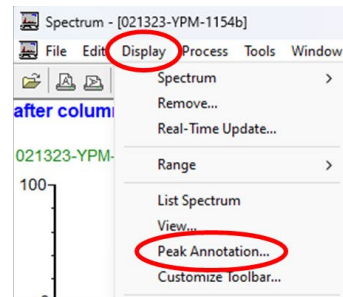 Spectrum - [021323-YPM-1154b]
File Edit Display Process Tools Window
Spectrum >
Remove...
after colum
Real-Time Update...
021323-YPM-
Range >
100
List Spectrum
View...
Peak Annotation...
Customize Toolbar...